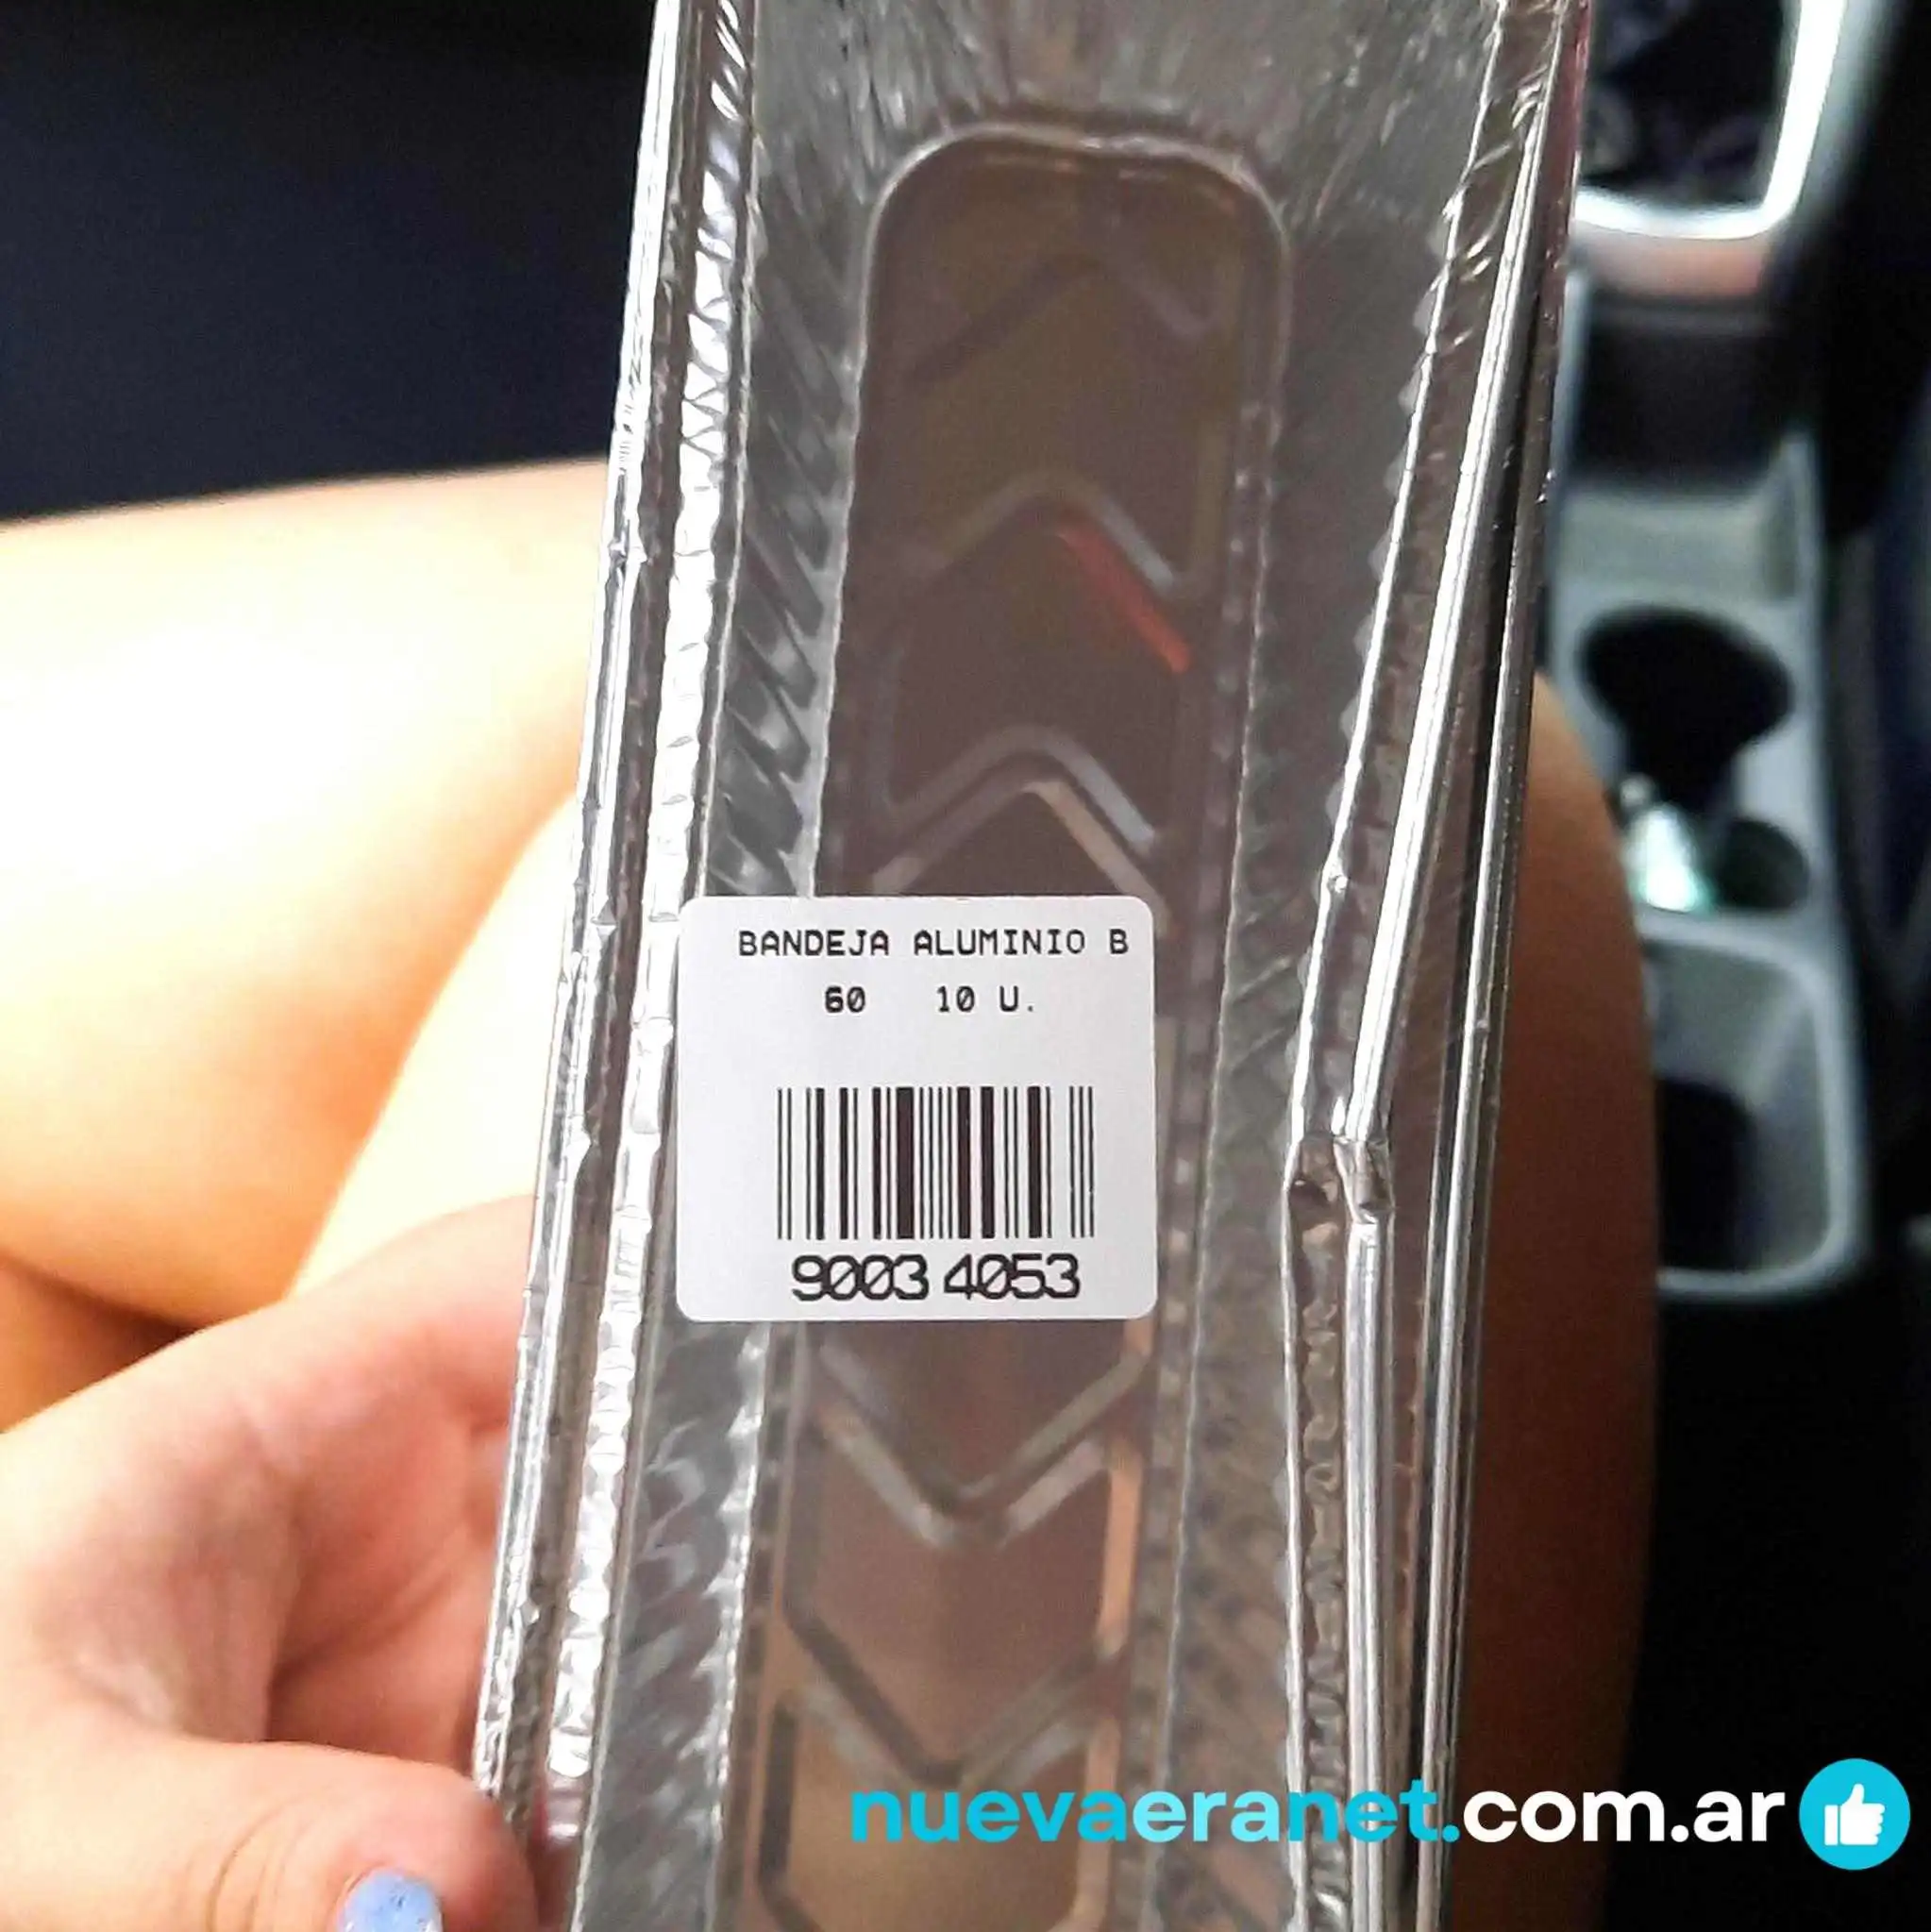 BANDEJA ALUMINIO B
60 10 U.
9003 4053
nuevaeranet.com.ar